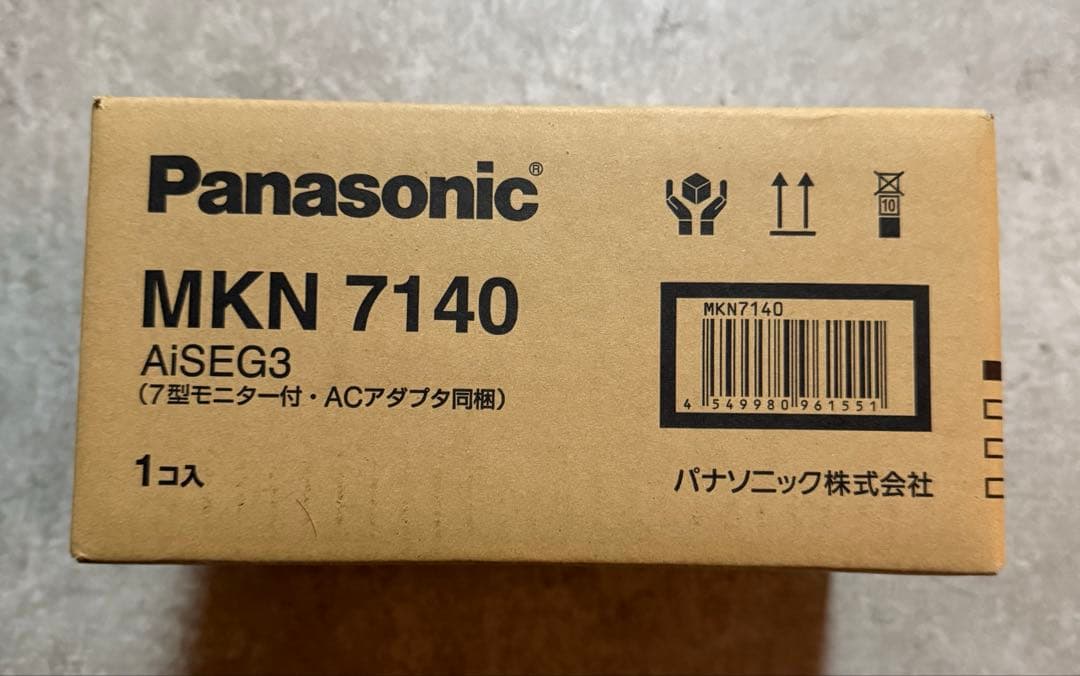 Panasonic®
10
MKN 7140
AiSEG3
(7型モニター付・ACアダプタ同梱)
MKN7140
4 549980 961551
1コ入
パナソニック株式会社